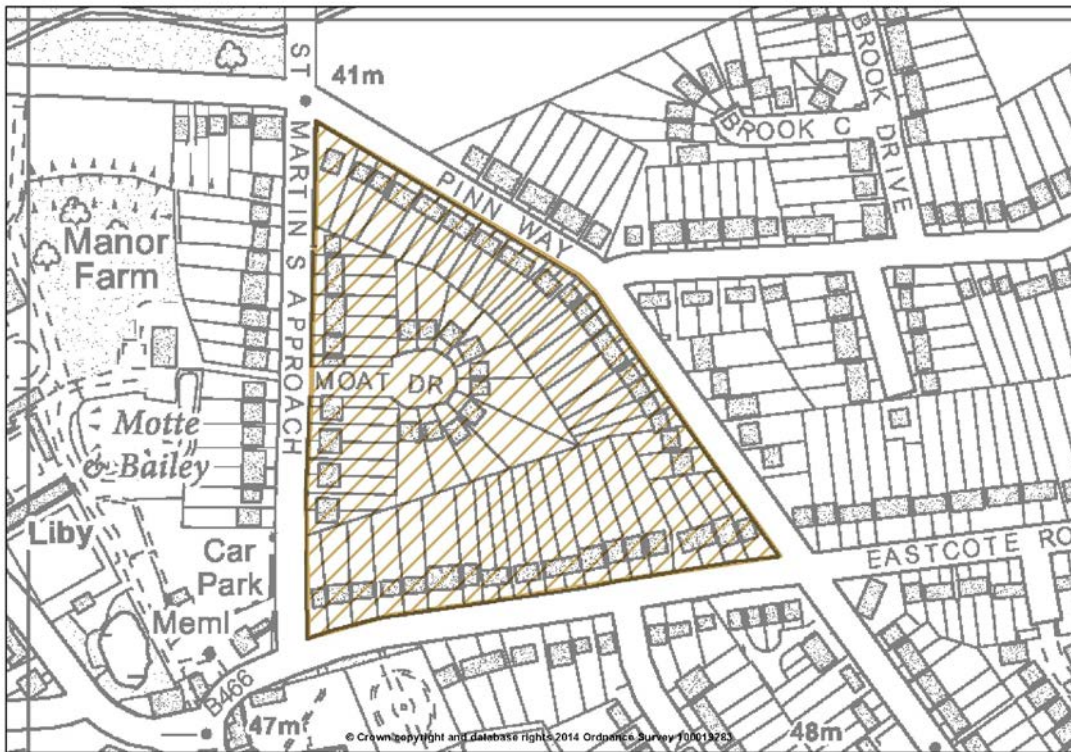 41m
ST MARTIN S APPROACH
PINN WAY
BROOK C
BROOK DRIVE
Manor
Farm
MOAT DR
Motte
& Bailey
Liby
Car
Park
Meml
EASTCOTE RO
B466
47m
48m
© Crown copyright and database rights 2014 Ordnance Survey 100019283